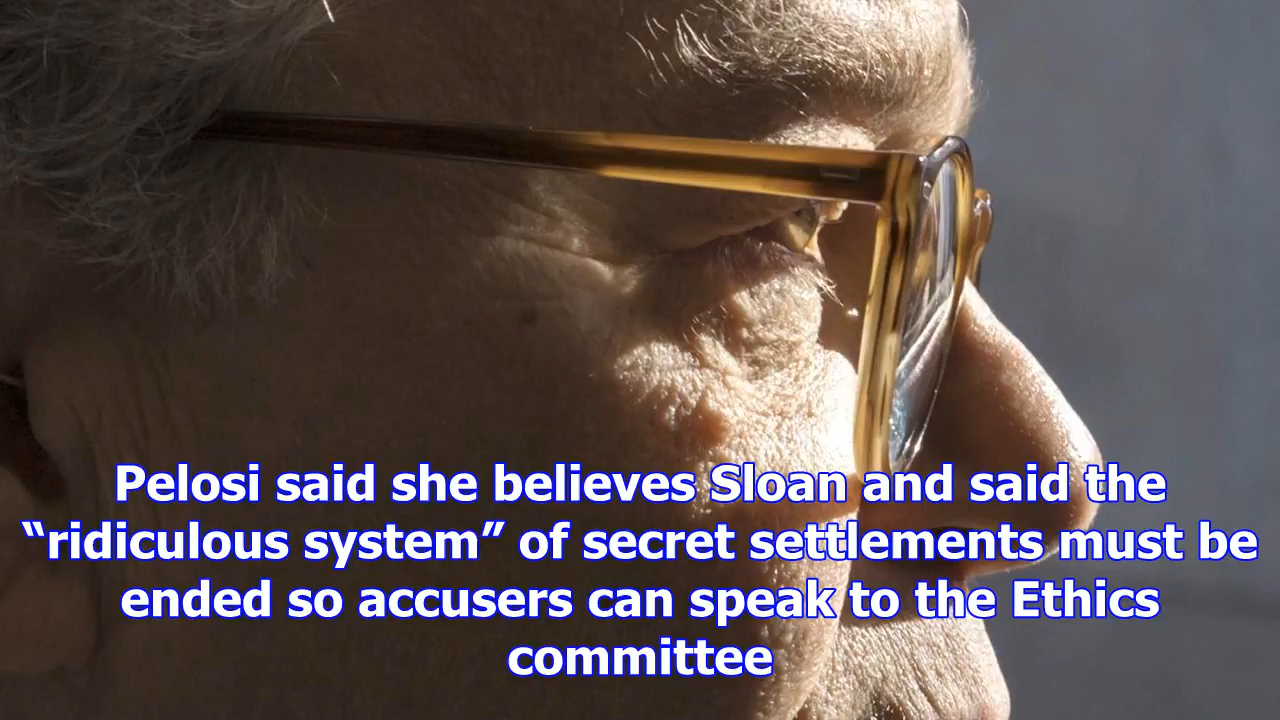 Pelosi said she believes Sloan and said the
“ridiculous system” of secret settlements must be
ended so accusers can speak to the Ethics
committee